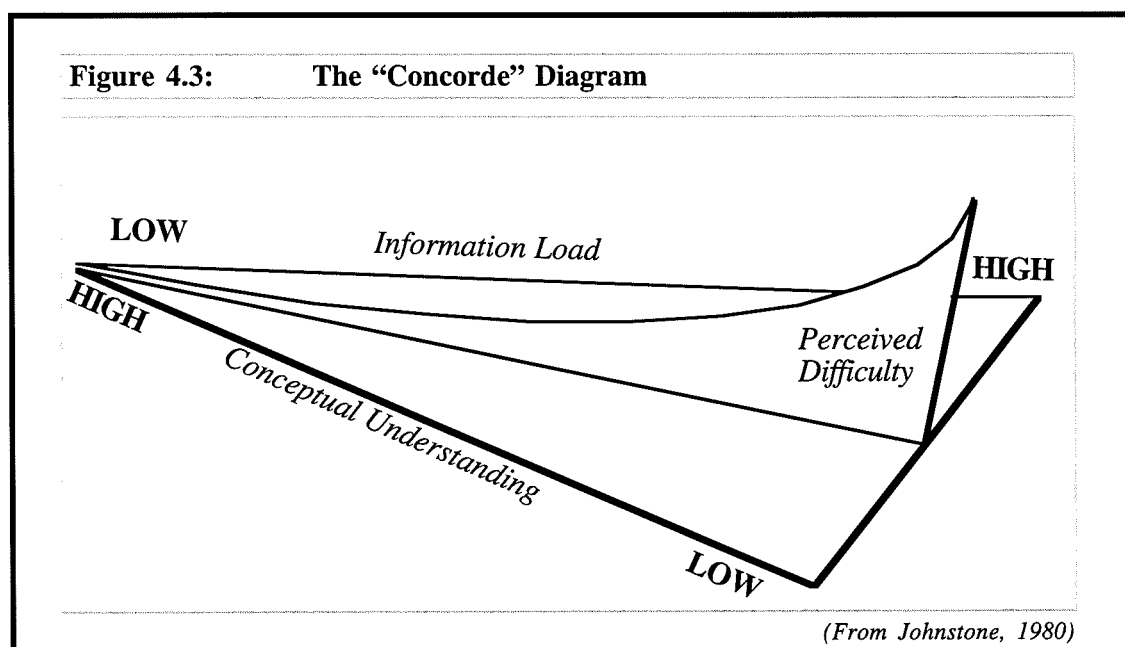 Figure 4.3: The “Concorde” Diagram
LOW
Information Load
HIGH
HIGH
Perceived
Difficulty
Conceptual Understanding
LOW
(From Johnstone, 1980)